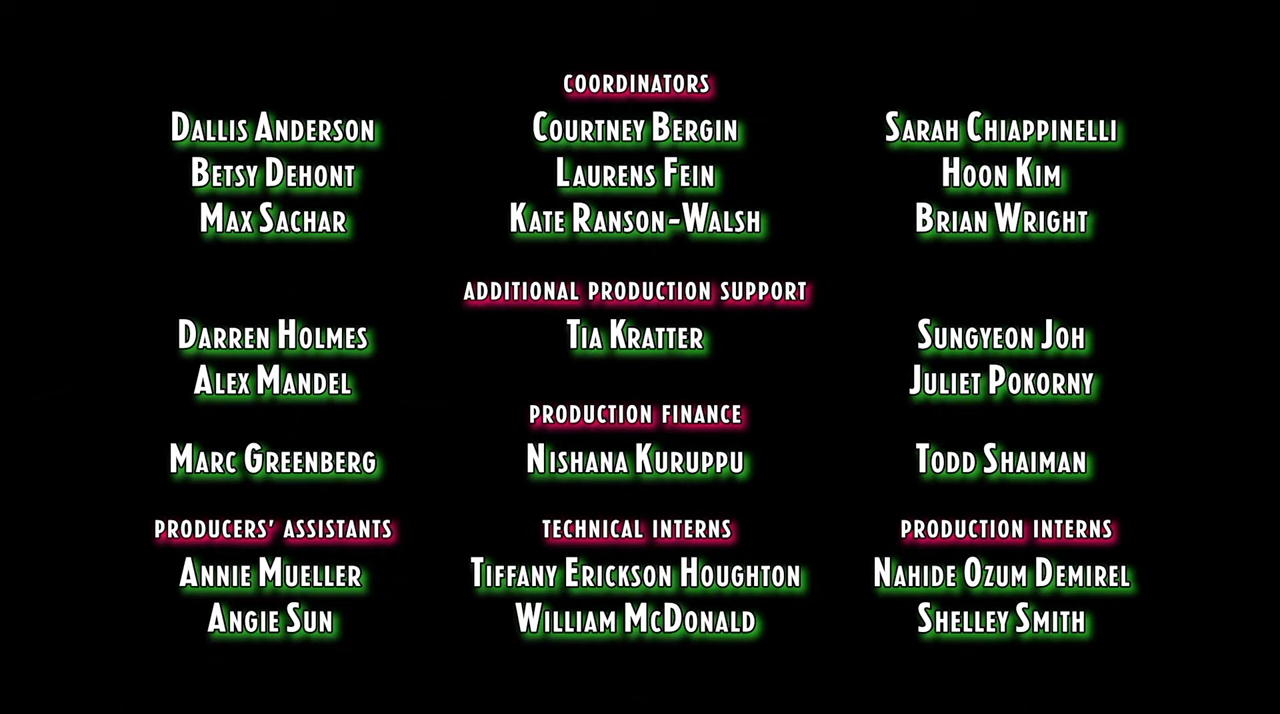 COORDINATORS
DALLIS ANDERSON COURTNEY BERGIN SARAH CHIAPPINELLI
BETSY DEHONT LAURENS FEIN HOON KIM
MAX SACHAR KATE RANSON-WALSH BRIAN WRIGHT
ADDITIONAL PRODUCTION SUPPORT
DARREN HOLMES TIA KRATTER SUNGYEON JOH
ALEX MANDEL JULIET POKORNY
PRODUCTION FINANCE
MARC GREENBERG NISHANA KURUPPU TODD SHAIMAN
PRODUCERS' ASSISTANTS TECHNICAL INTERNS PRODUCTION INTERNS
ANNIE MUELLER TIFFANY ERICKSON HOUGHTON NAHIDE OZUM DEMIREL
ANGIE SUN WILLIAM MCDONALD SHELLEY SMITH